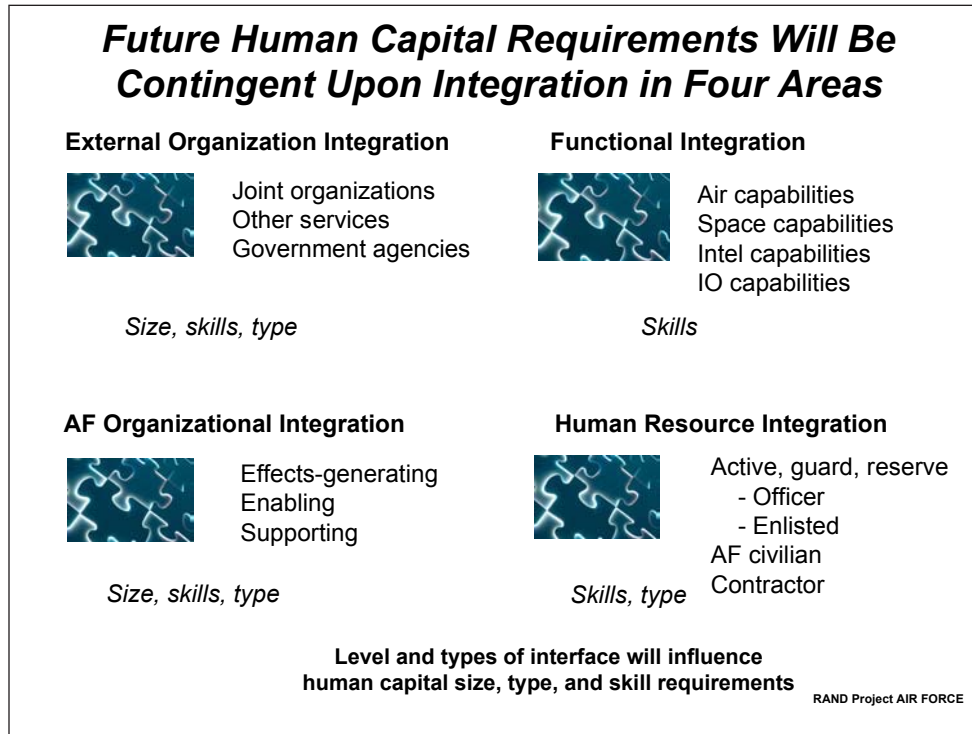 Future Human Capital Requirements Will Be
Contingent Upon Integration in Four Areas
External Organization Integration
Joint organizations
Other services
Government agencies
Size, skills, type
Functional Integration
Air capabilities
Space capabilities
Intel capabilities
IO capabilities
Skills
AF Organizational Integration
Effects-generating
Enabling
Supporting
Size, skills, type
Human Resource Integration
Active, guard, reserve
- Officer
- Enlisted
AF civilian
Contractor
Skills, type
Level and types of interface will influence
human capital size, type, and skill requirements
RAND Project AIR FORCE